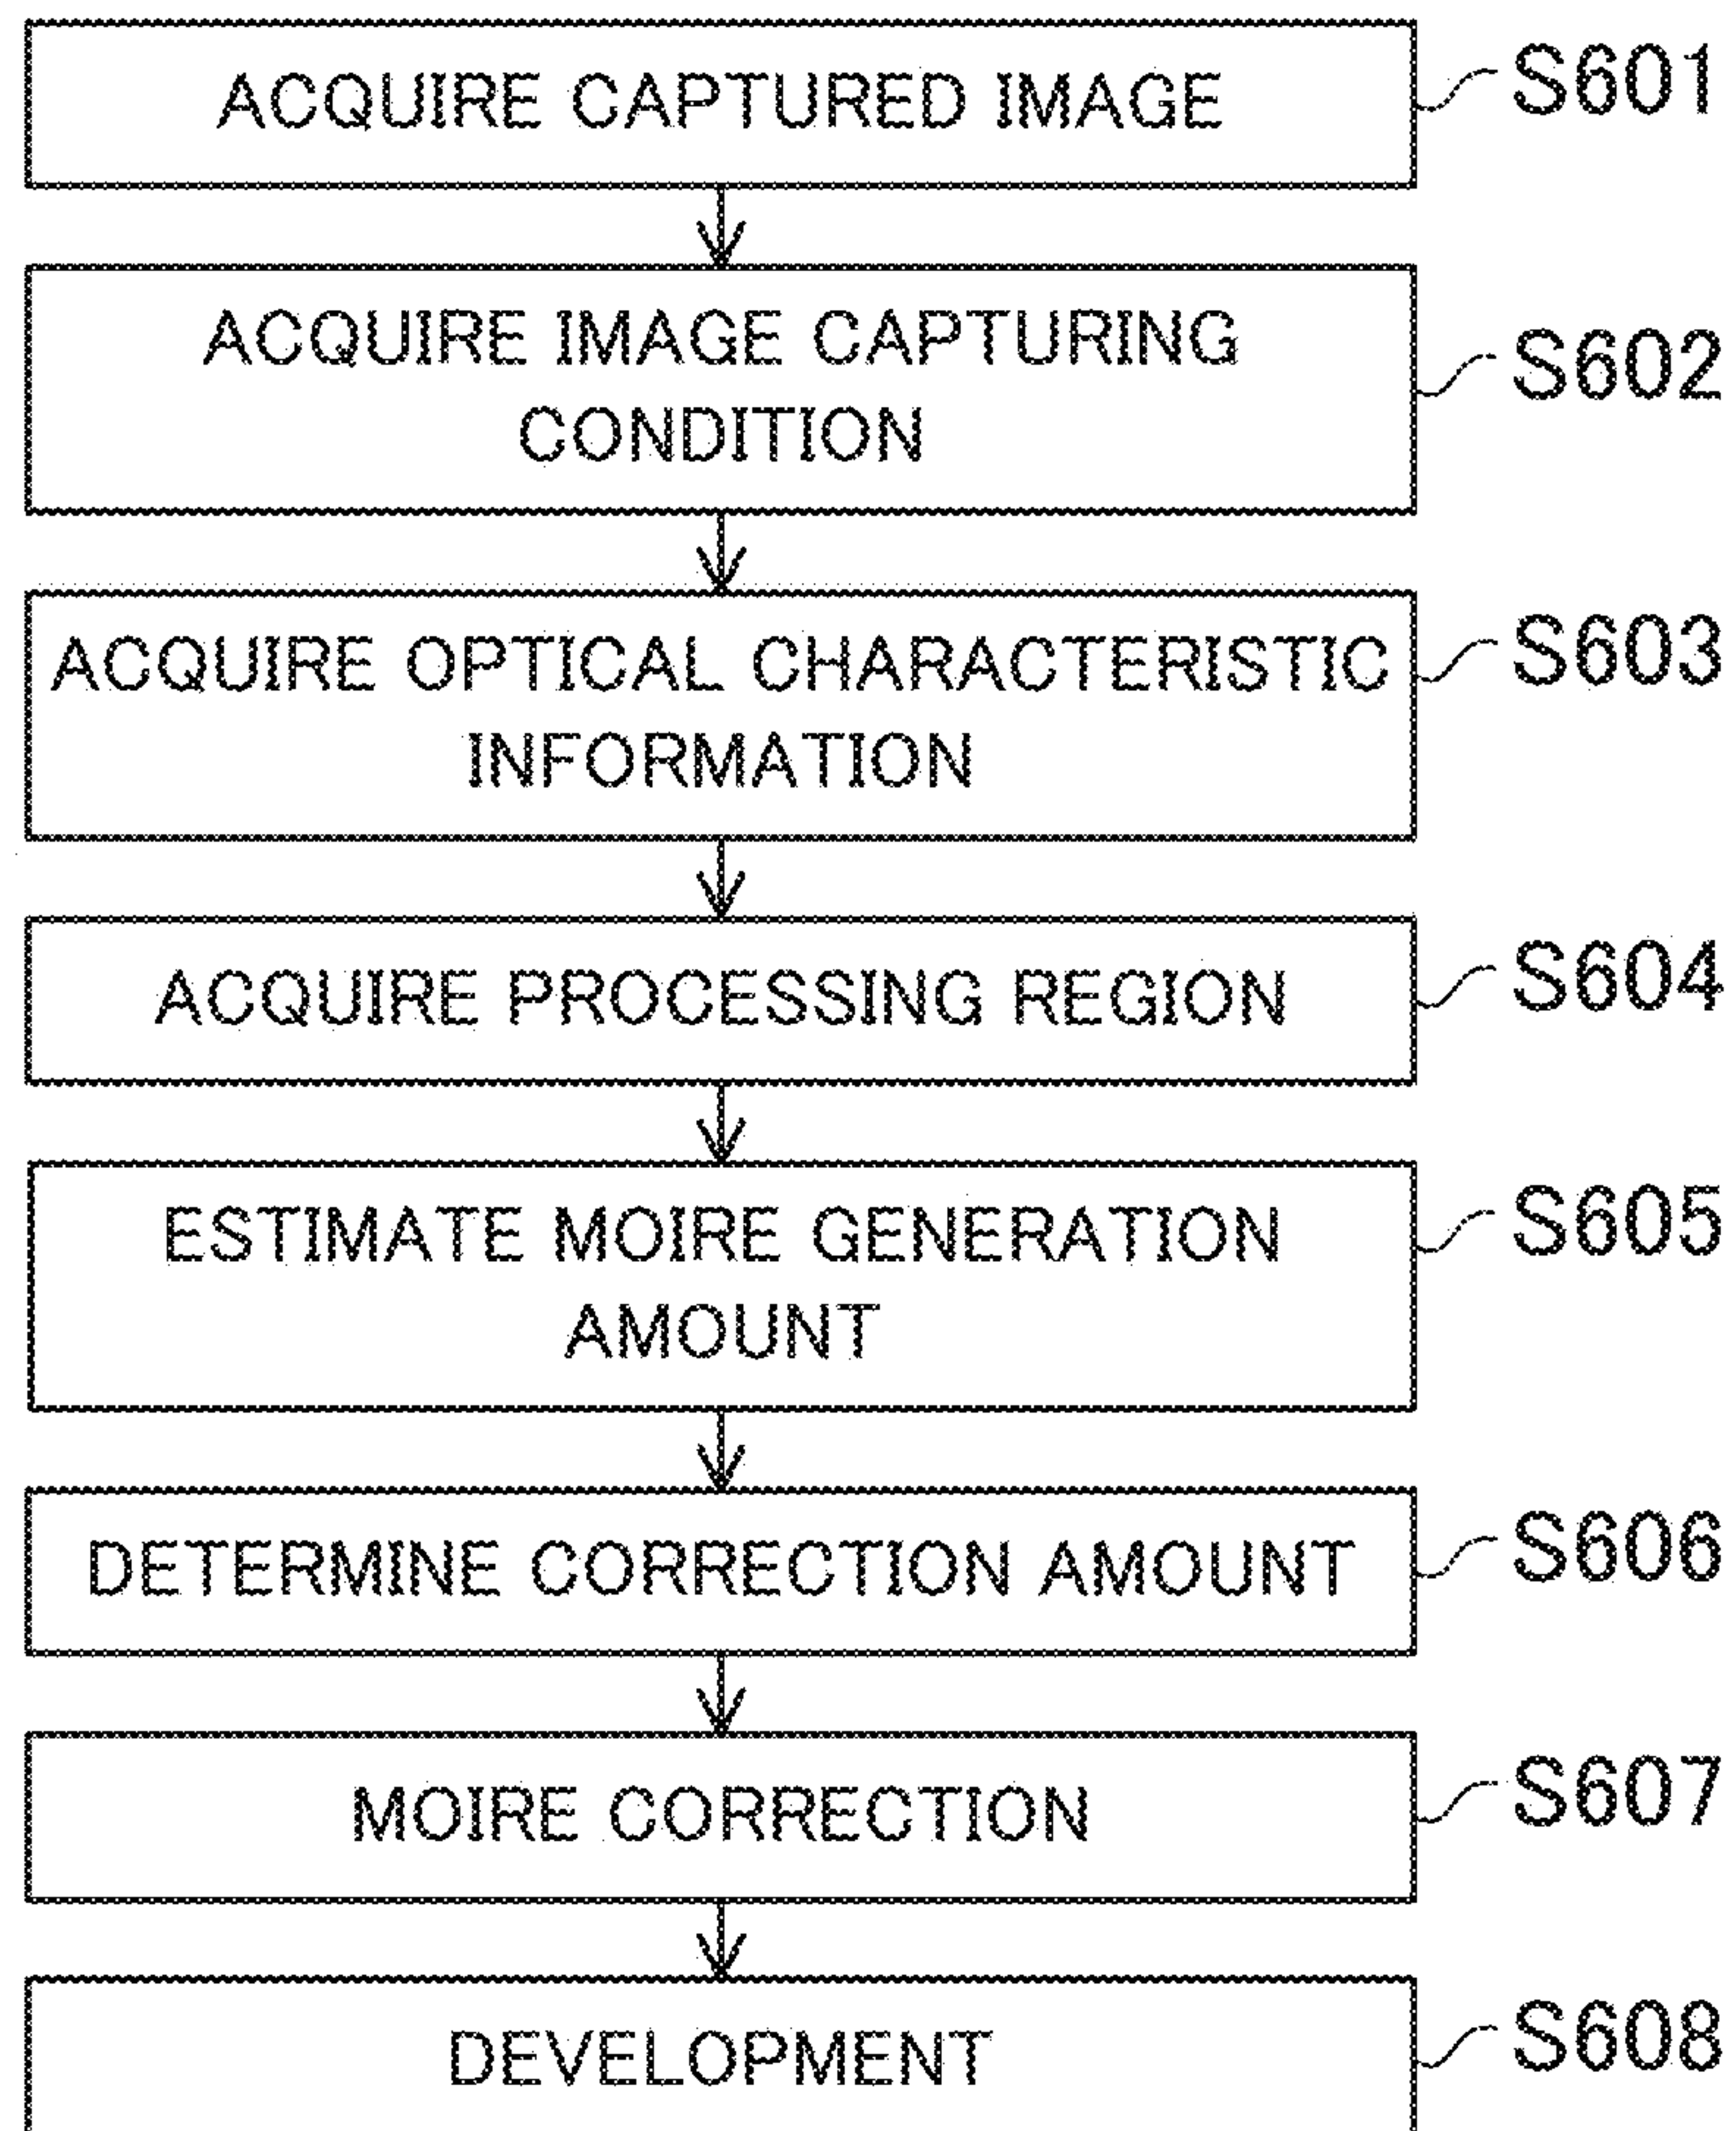 ACQUIRE CAPTURED IMAGE
S601
ACQUIRE IMAGE CAPTURING
CONDITION
S602
ACQUIRE OPTICAL CHARACTERISTIC
INFORMATION
S603
ACQUIRE PROCESSING REGION
S604
ESTIMATE MOIRE GENERATION
AMOUNT
S605
DETERMINE CORRECTION AMOUNT
S606
MOIRE CORRECTION
S607
DEVELOPMENT
S608